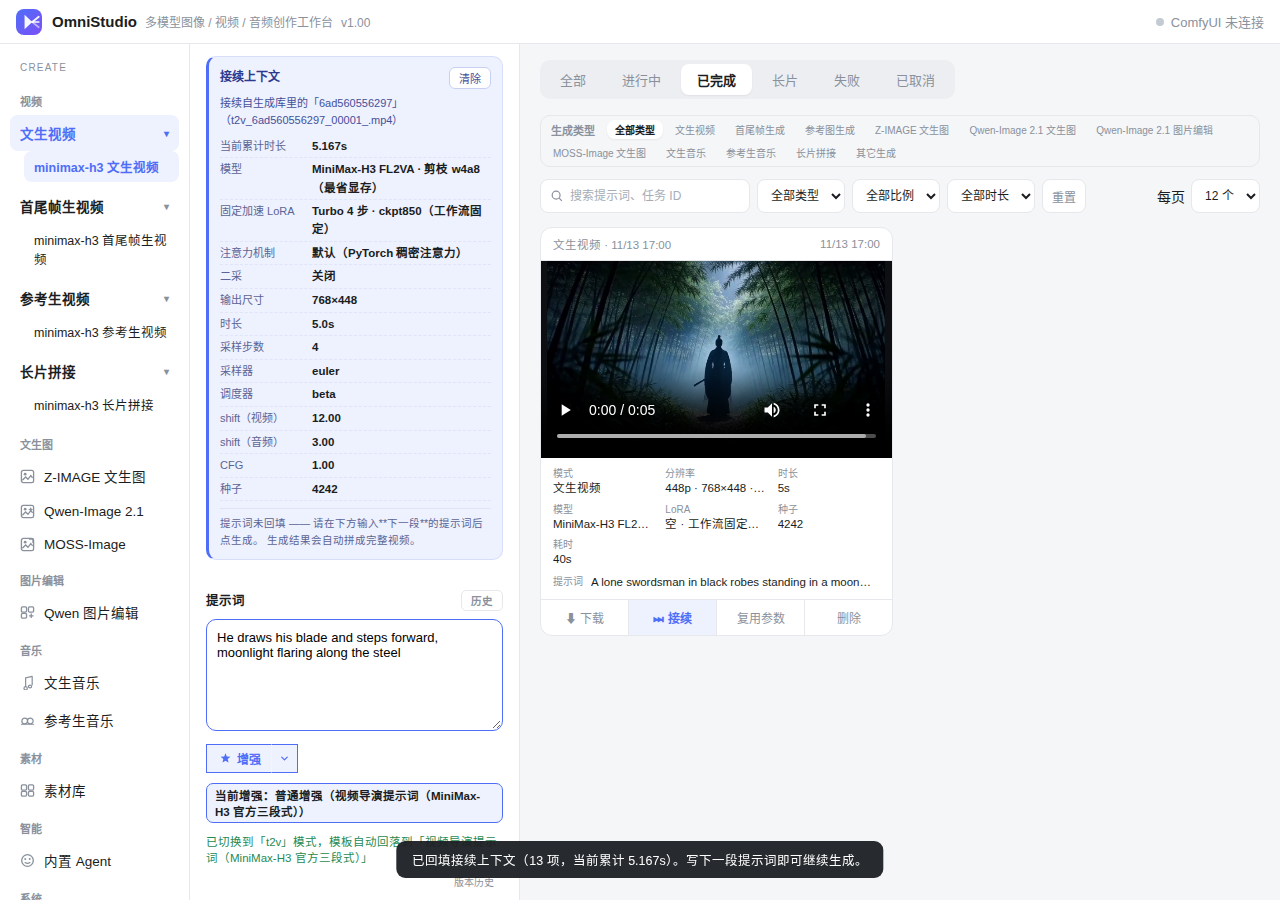 OmniStudio 多模型图像 / 视频 / 音频创作工作台 v1.00
ComfyUI 未连接
CREATE
视频
文生视频
minimax-h3 文生视频
首尾帧生视频
minimax-h3 首尾帧生视
频
参考生视频
minimax-h3 参考生视频
长片拼接
minimax-h3 长片拼接
文生图
Z-IMAGE 文生图
Qwen-Image 2.1
MOSS-Image
图片编辑
Qwen 图片编辑
音乐
文生音乐
参考生音乐
素材
素材库
智能
内置 Agent
系统
接续上下文
清除
接续自生成库里的「6ad560556297」
（t2v_6ad560556297_00001_.mp4）
当前累计时长 5.167s
模型 MiniMax-H3 FL2VA · 剪枝 w4a8
（最省显存）
固定加速 LoRA Turbo 4 步 · ckpt850（工作流固
定）
注意力机制 默认（PyTorch 稠密注意力）
二采 关闭
输出尺寸 768×448
时长 5.0s
采样步数 4
采样器 euler
调度器 beta
shift（视频） 12.00
shift（音频） 3.00
CFG 1.00
种子 4242
提示词未回填 —— 请在下方输入**下一段**的提示词后
点生成。 生成结果会自动拼成完整视频。
提示词
历史
He draws his blade and steps forward,
moonlight flaring along the steel
增强
当前增强：普通增强（视频导演提示词（MiniMax-
H3 官方三段式））
已切换到「t2v」模式，模板自动回落到「视频导演提示
词（MiniMax-H3 官方三段式）」
版本历史
全部 进行中 已完成 长片 失败 已取消
生成类型 全部类型 文生视频 首尾帧生成 参考图生成 Z-IMAGE 文生图 Qwen-Image 2.1 文生图 Qwen-Image 2.1 图片编辑
MOSS-Image 文生图 文生音乐 参考生音乐 长片拼接 其它生成
搜索提示词、任务 ID 全部类型 全部比例 全部时长 重置 每页 12 个
文生视频 · 11/13 17:00 11/13 17:00
0:00 / 0:05
模式 分辨率 时长
文生视频 448p · 768×448 ·… 5s
模型 LoRA 种子
MiniMax-H3 FL2… 空 · 工作流固定… 4242
耗时
40s
提示词 A lone swordsman in black robes standing in a moon…
下载 接续 复用参数 删除
已回填接续上下文（13 项，当前累计 5.167s）。写下一段提示词即可继续生成。